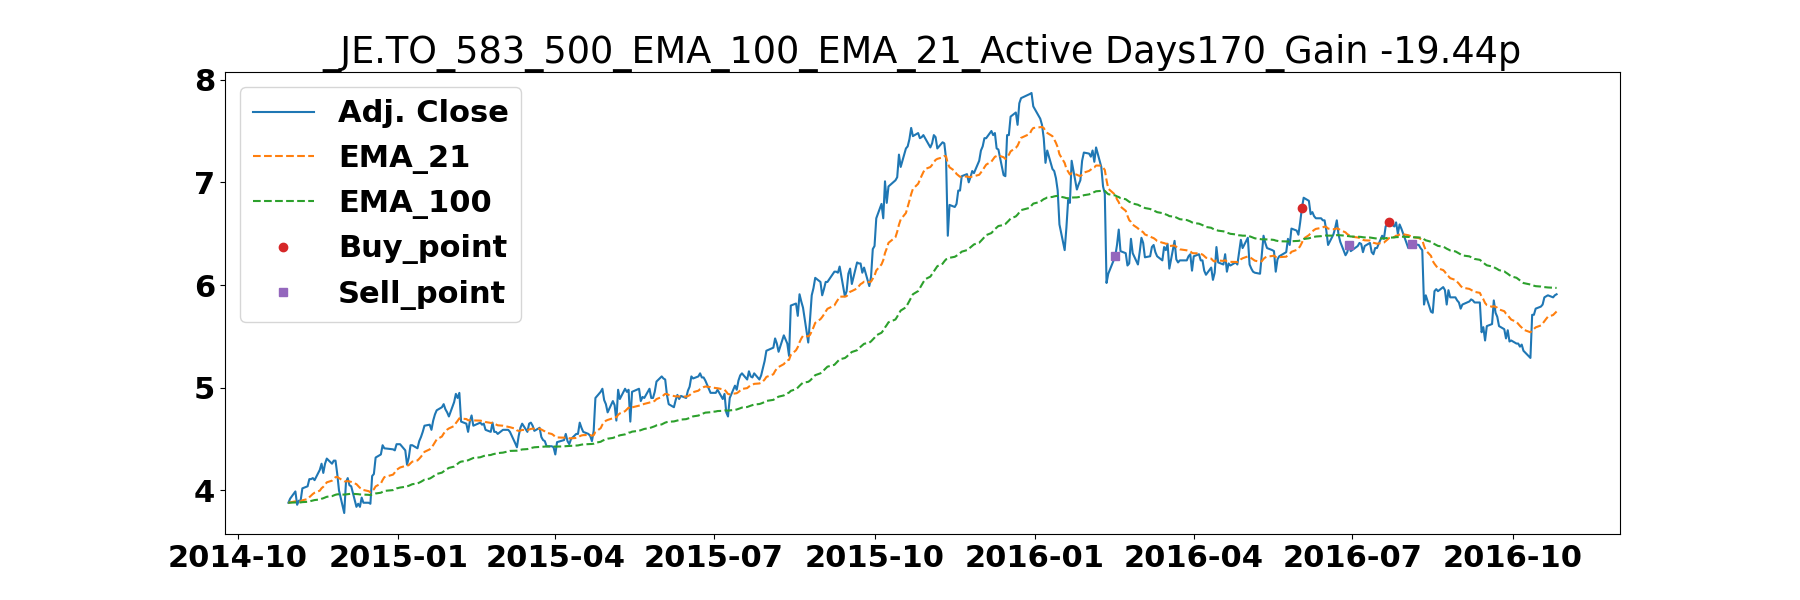 _JE.TO_583_500_EMA_100_EMA_21_Active Days170_Gain -19.44p
8
7
6
5
4
Adj. Close
EMA_21
EMA_100
Buy_point
Sell_point
2014-10 2015-01 2015-04 2015-07 2015-10 2016-01 2016-04 2016-07 2016-10